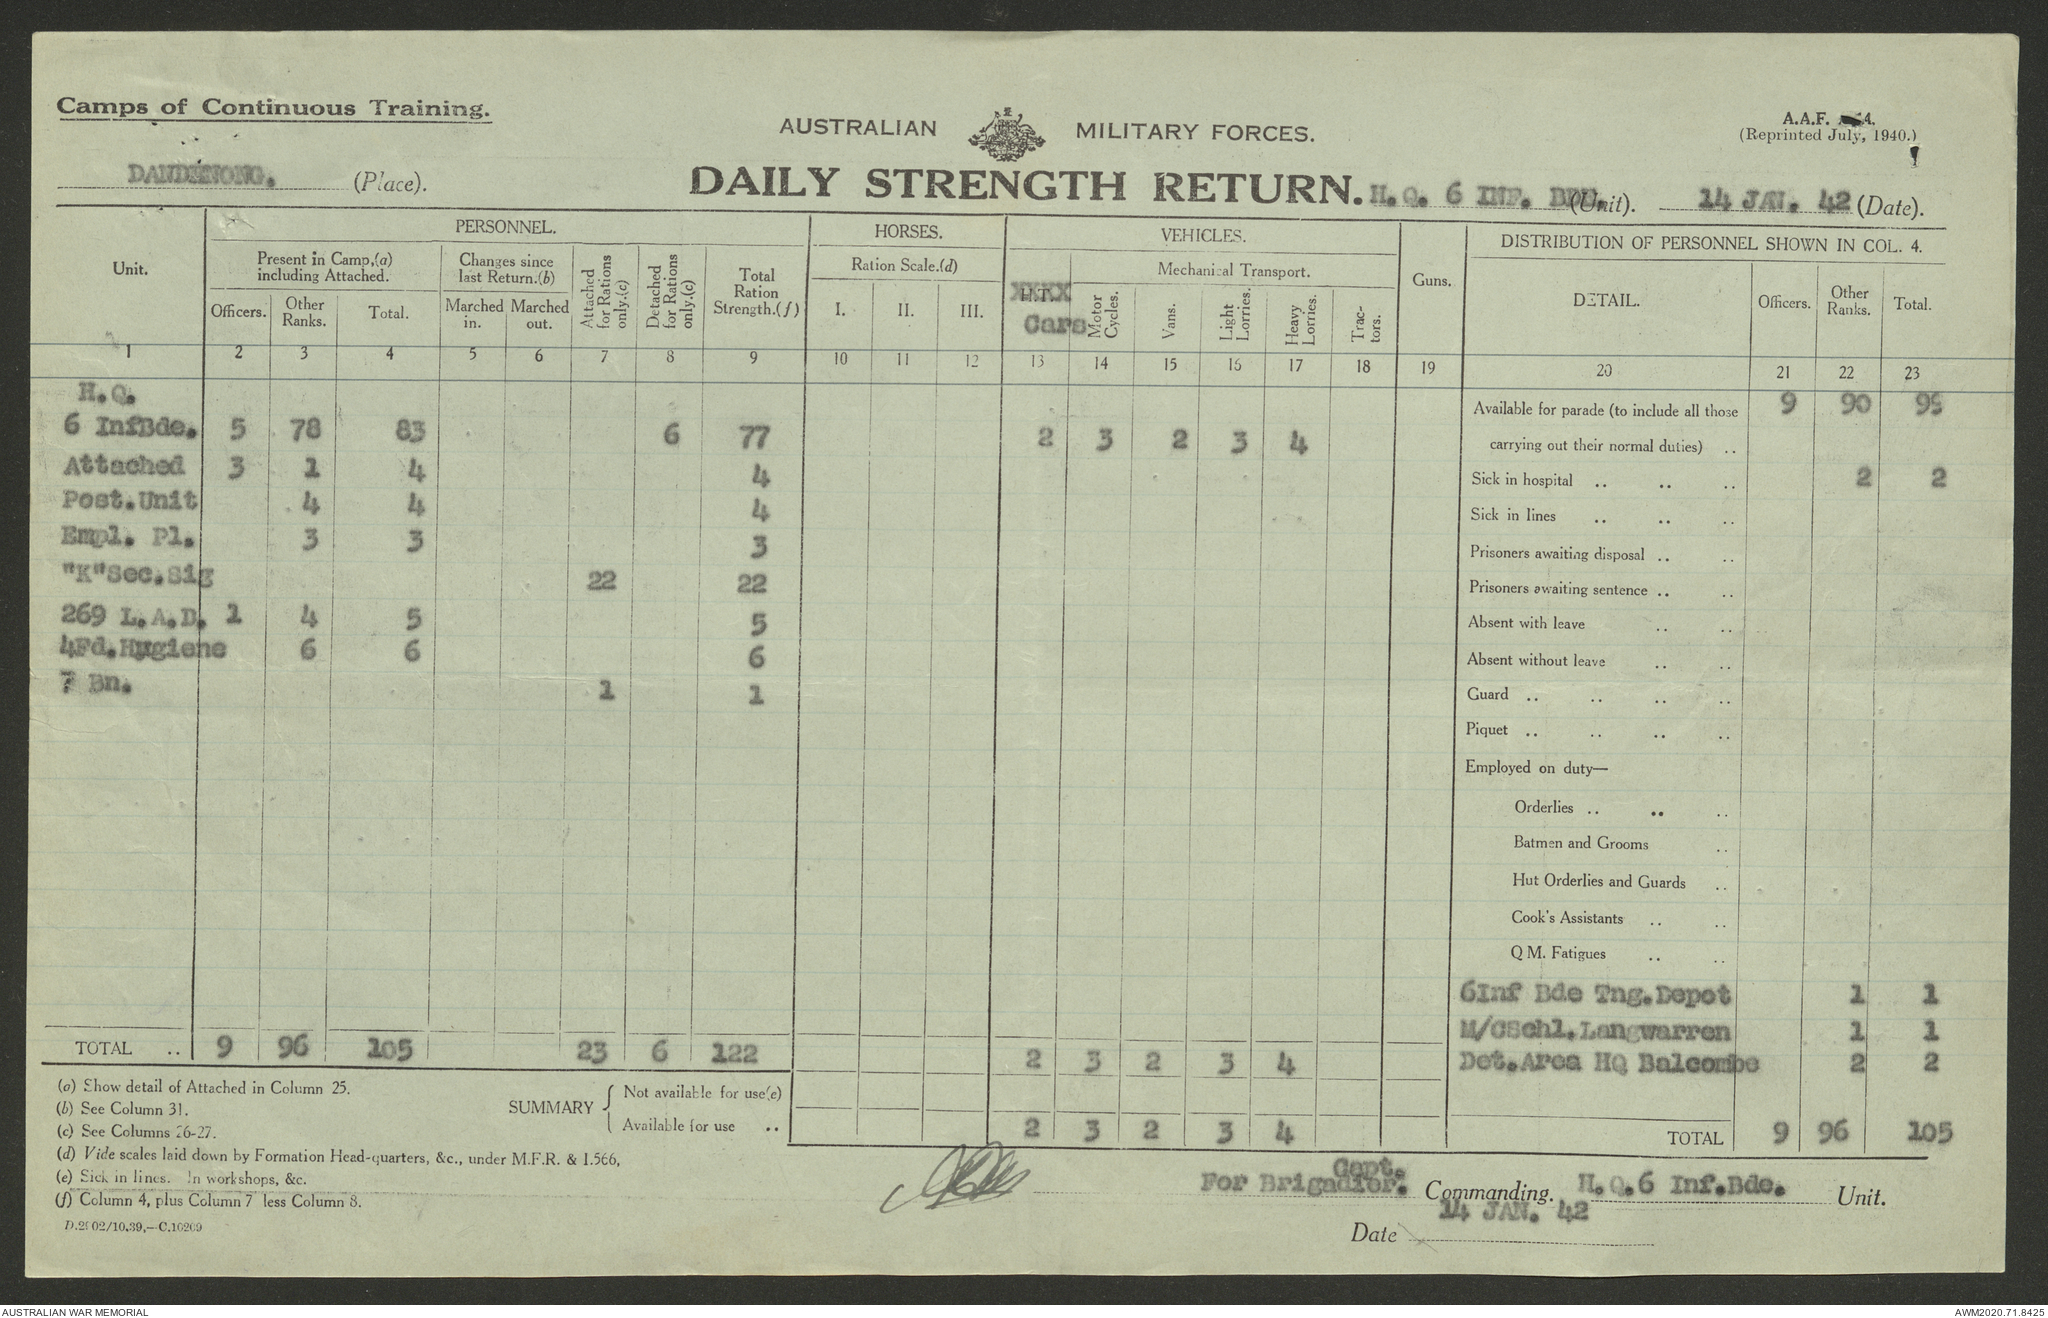 Camps of Continuous Training.
AUSTRALIAN MILITARY FORCES.
A.A.F.
(Reprinted July, 1940.)
DANDENONG. (Place).
DAILY STRENGTH RETURN. H.Q. 6 INF. BDE. (Unit). 14 JAN. 42 (Date).
Unit.
PERSONNEL.
Present in Camp,(a) including Attached.
Officers. Other Ranks. Total.
Changes since last Return.(b)
Marched in. Marched out.
Attached for Rations only.(c)
Detached for Rations only.(c)
Total Ration Strength.(f)
HORSES.
Ration Scale.(d)
I. II. III.
VEHICLES.
XXXX
H.T.
Cars
Mechanical Transport.
Motor Cycles. Vans. Light Lorries. Heavy Lorries. Trac-tors.
Guns.
DISTRIBUTION OF PERSONNEL SHOWN IN COL. 4.
DETAIL. Officers. Other Ranks. Total.
1 2 3 4 5 6 7 8 9 10 11 12 13 14 15 16 17 18 19 20 21 22 23
H.Q.
6 InfBde. 5 78 83 6 77 2 3 2 3 4
Attached 3 1 4 4
Post.Unit 4 4 4
Empl. Pl. 3 3 3
"K"Sec.Sig 22 22
269 L.A.D. 1 4 5 5
4Fd.Hygiene 6 6 6
7 Bn. 1 1
TOTAL .. 9 96 105 23 6 122 2 3 2 3 4
SUMMARY
Not available for use(e)
Available for use .. 2 3 2 3 4
Available for parade (to include all those 9 90 99
carrying out their normal duties) ..
Sick in hospital .. .. .. 2 2
Sick in lines .. .. ..
Prisoners awaiting disposal .. ..
Prisoners awaiting sentence .. ..
Absent with leave .. ..
Absent without leave .. ..
Guard .. .. .. ..
Piquet .. .. .. ..
Employed on duty—
Orderlies .. .. ..
Batmen and Grooms ..
Hut Orderlies and Guards ..
Cook's Assistants .. ..
Q M. Fatigues .. ..
6Inf Bde Tng.Depot 1 1
M/CSchl.Langwarren 1 1
Det.Area HQ Balcombe 2 2
TOTAL 9 96 105
(a) Show detail of Attached in Column 25.
(b) See Column 31.
(c) See Columns 26-27.
(d) Vide scales laid down by Formation Head-quarters, &c., under M.F.R. & I.566,
(e) Sick in lines. In workshops, &c.
(f) Column 4, plus Column 7 less Column 8.
D.2902/10.39.—C.10209
Capt.
For Brigadier. Commanding. H.Q.6 Inf.Bde. Unit.
14 JAN. 42
Date
AUSTRALIAN WAR MEMORIAL
AWM2020.71.8425